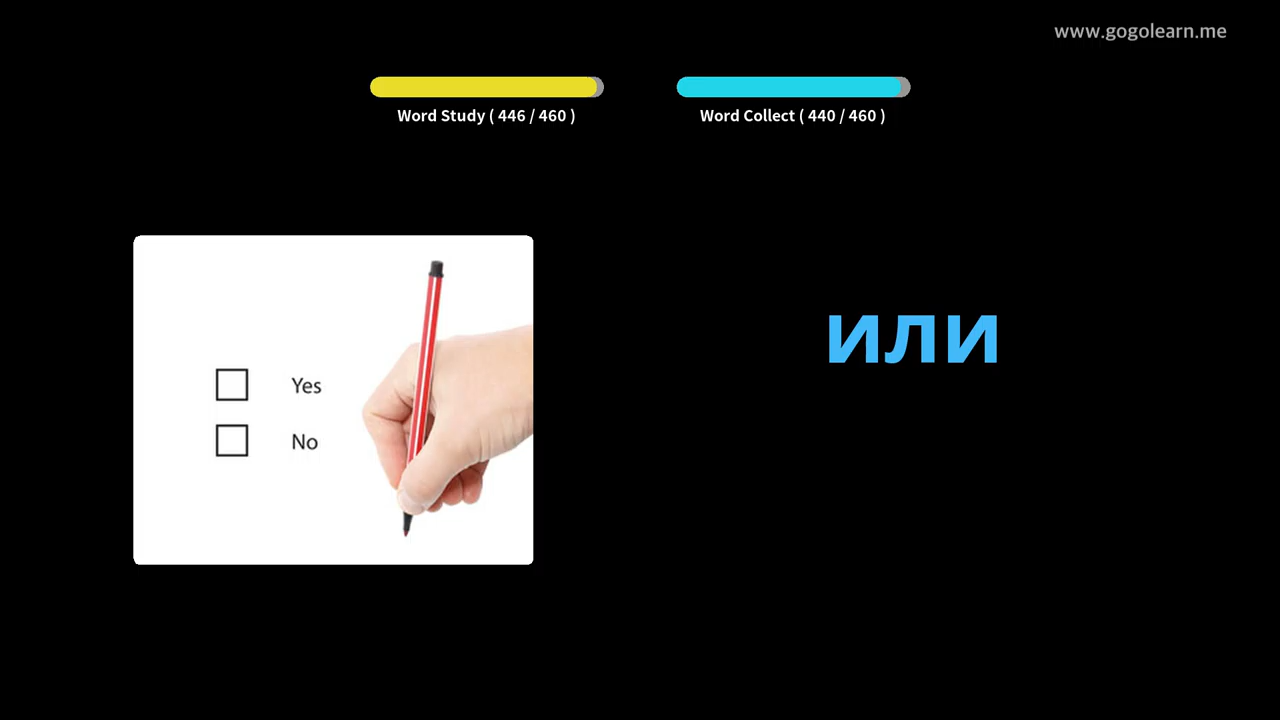 www.gogolearn.me
Word Study ( 446 / 460 )
Word Collect ( 440 / 460 )
или
Yes
No